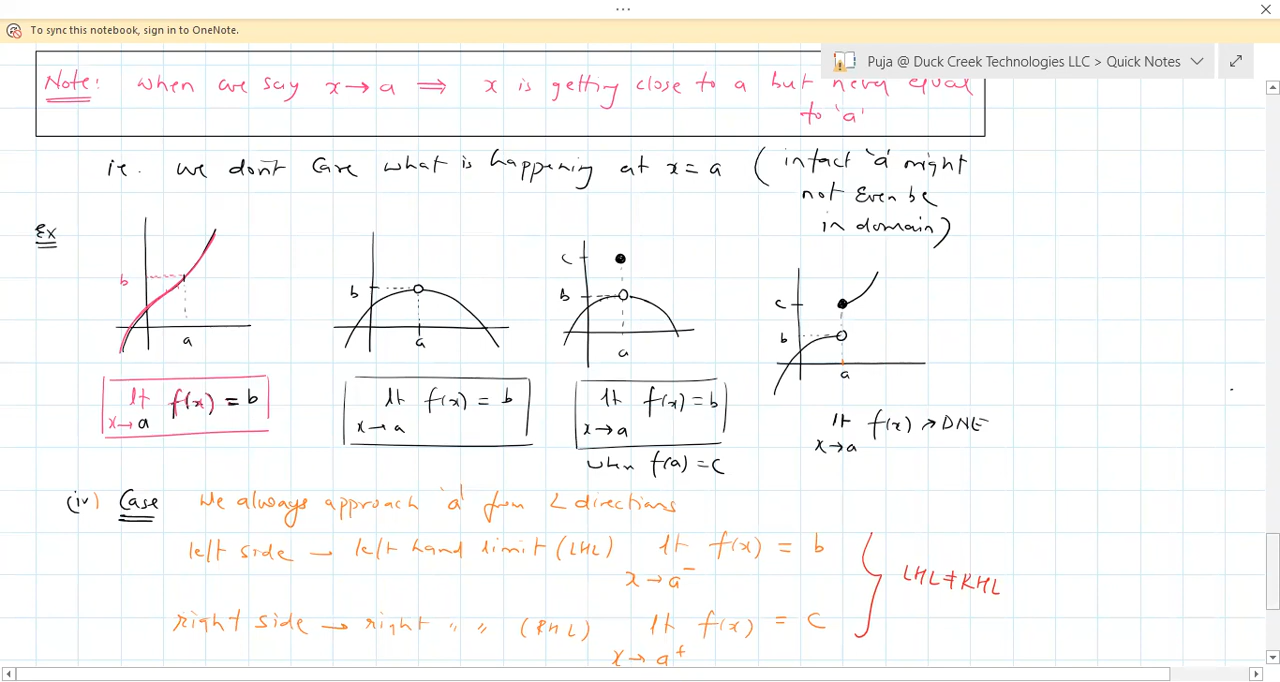 To sync this notebook, sign in to OneNote.
Puja @ Duck Creek Technologies LLC > Quick Notes
Note: when we say x→a ⟹ x is getting close to a but never equal
to 'a'
ie. we don't care what is happening at x=a (infact 'a' might
not even be
in domain)
Ex
b
a
b
a
c
b
a
c
b
a
lt f(x) = b
x→a
lt f(x) = b
x→a
lt f(x) = b
x→a
when f(a) = c
lt f(x) → DNE
x→a
(iv) Case We always approach 'a' from 2 directions
left side → left hand limit (LHL) lt f(x) = b
x→a⁻
LHL ≠ RHL
right side → right " " (RHL) lt f(x) = c
x→a⁺